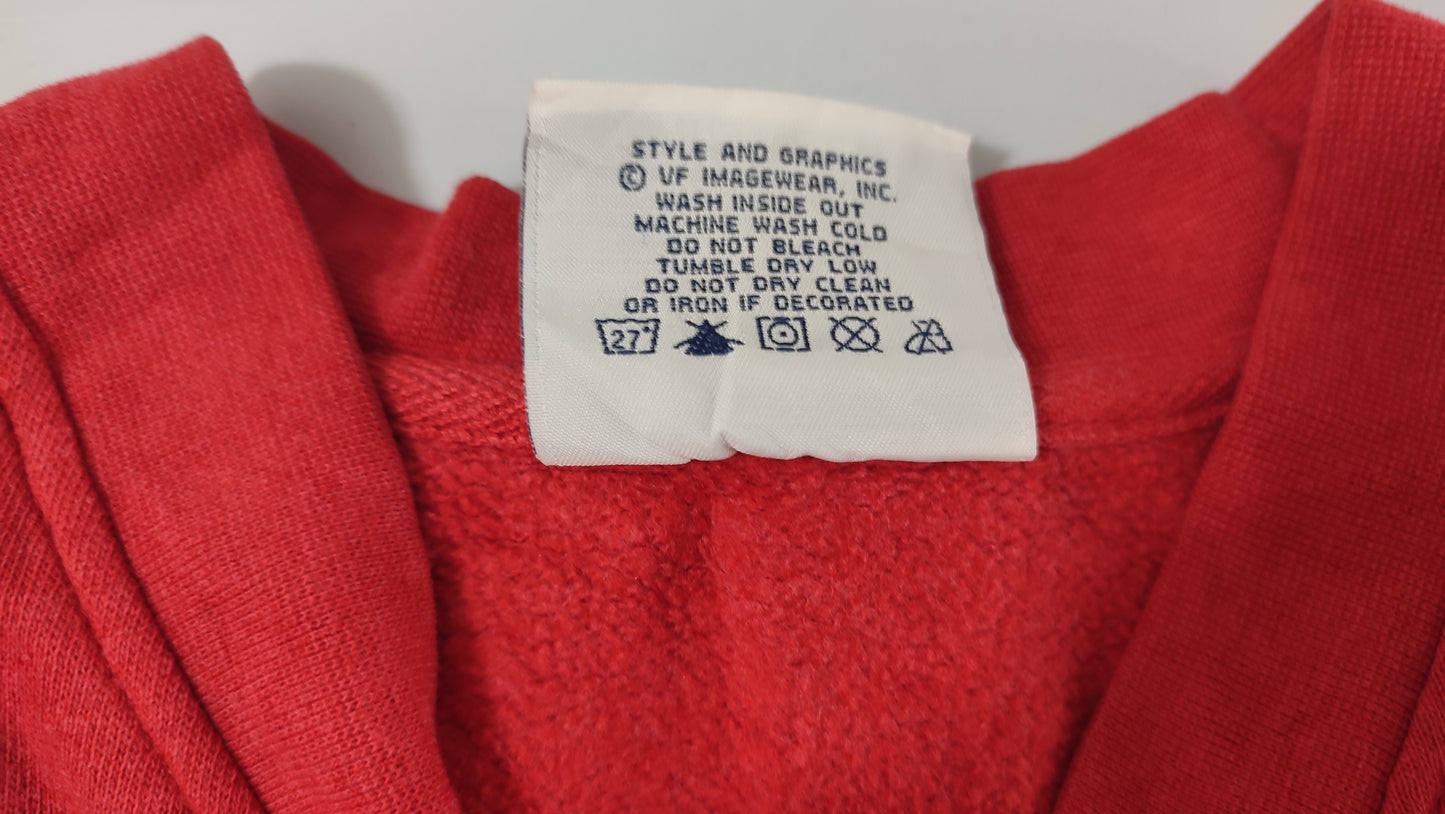 STYLE AND GRAPHICS
© VF IMAGEWEAR, INC.
WASH INSIDE OUT
MACHINE WASH COLD
DO NOT BLEACH
TUMBLE DRY LOW
DO NOT DRY CLEAN
OR IRON IF DECORATED
27°